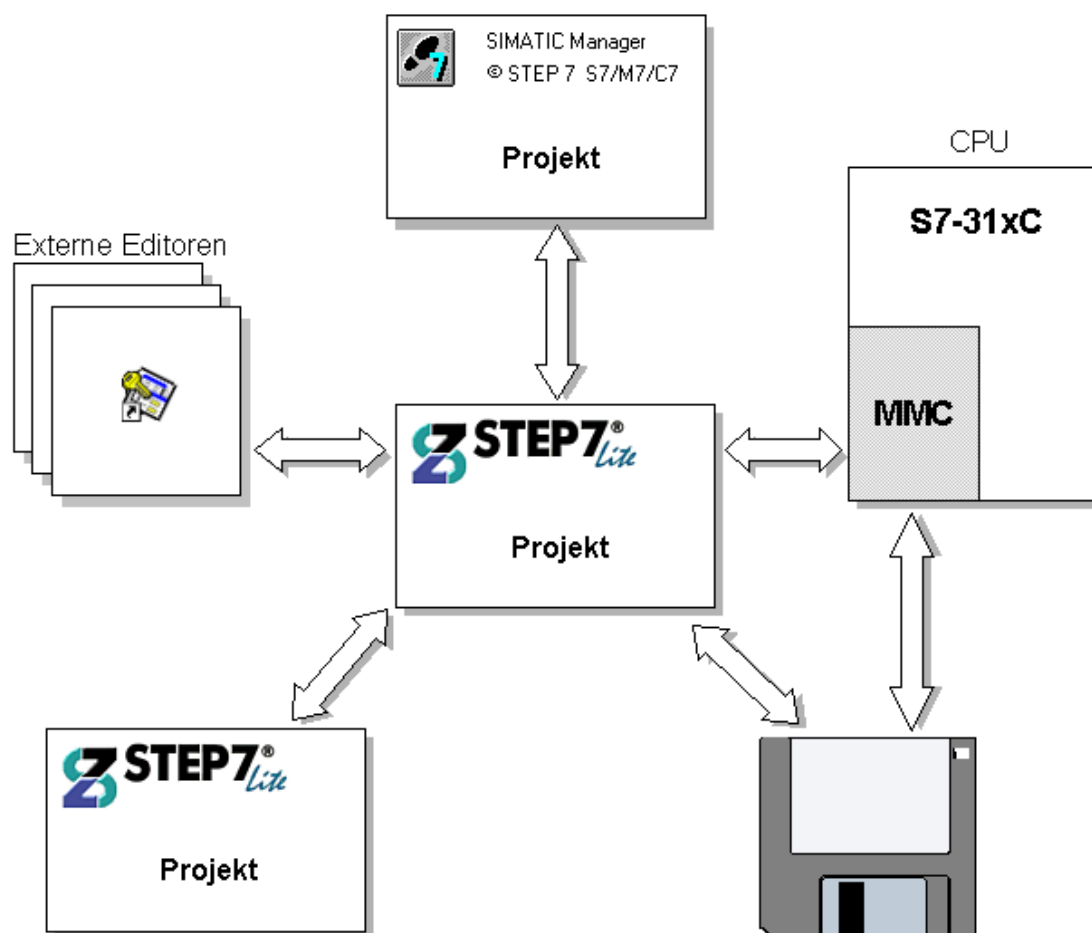 SIMATIC Manager
© STEP 7 S7/M7/C7
Projekt
CPU
S7-31xC
MMC
Externe Editoren
STEP7® Lite
Projekt
STEP7® Lite
Projekt